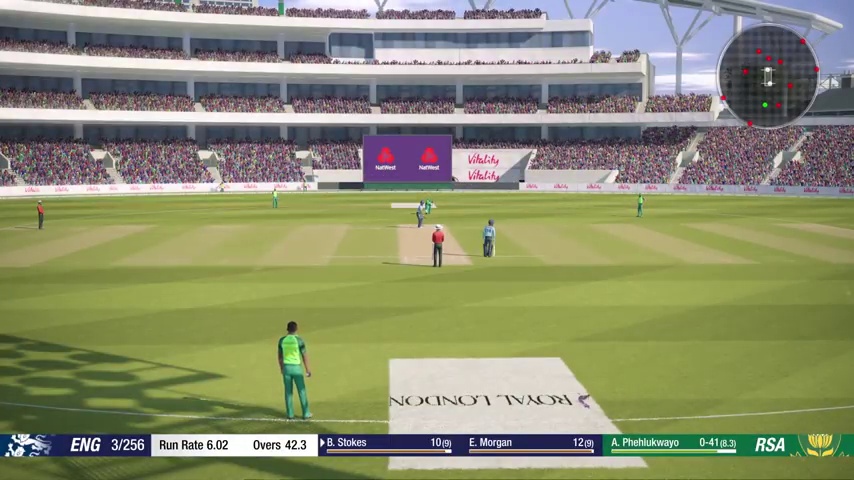 NatWest NatWest
Vitality
Vitality
ROYAL LONDON
ENG 3/256 Run Rate 6.02 Overs 42.3 B. Stokes 10(9) E. Morgan 12(9) A. Phehlukwayo 0-41(8.3) RSA